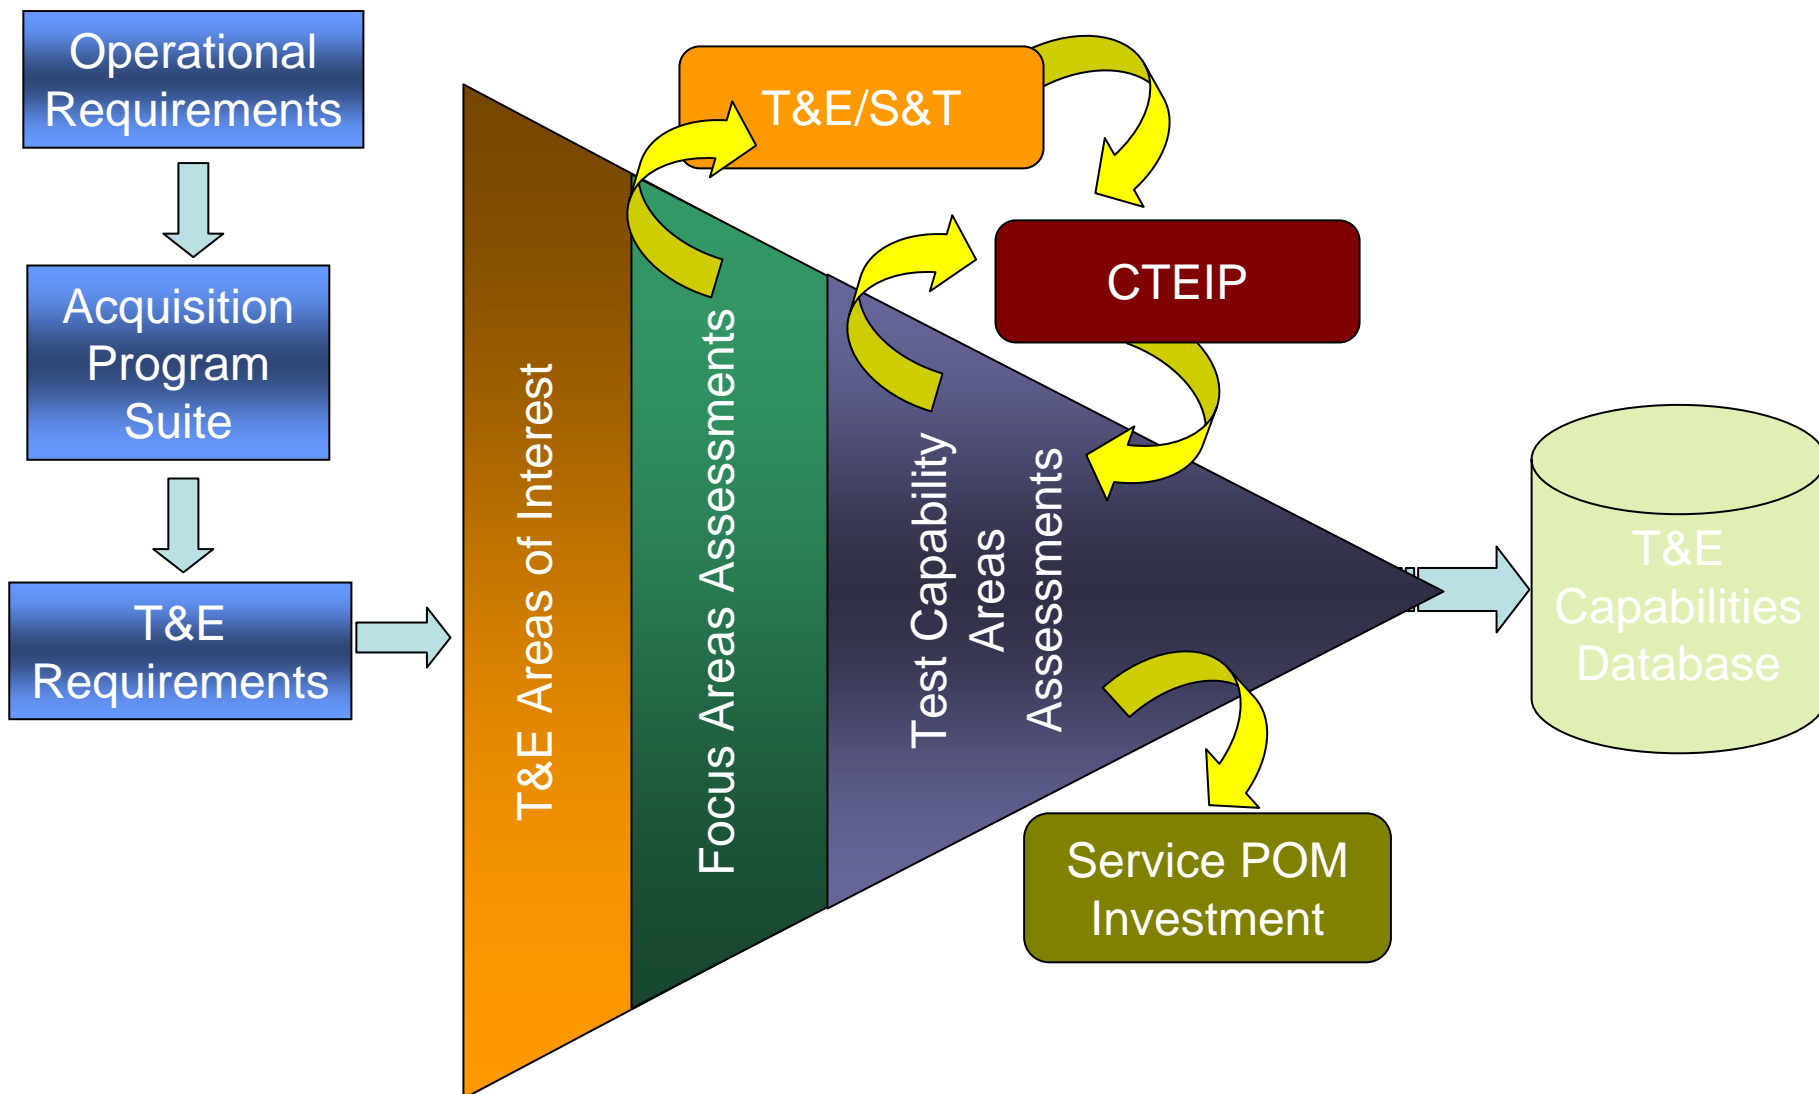 Operational
Requirements
Acquisition
Program
Suite
T&E
Requirements
T&E Areas of Interest
Focus Areas Assessments
Test Capability
Areas
Assessments
T&E/S&T
CTEIP
Service POM
Investment
T&E
Capabilities
Database